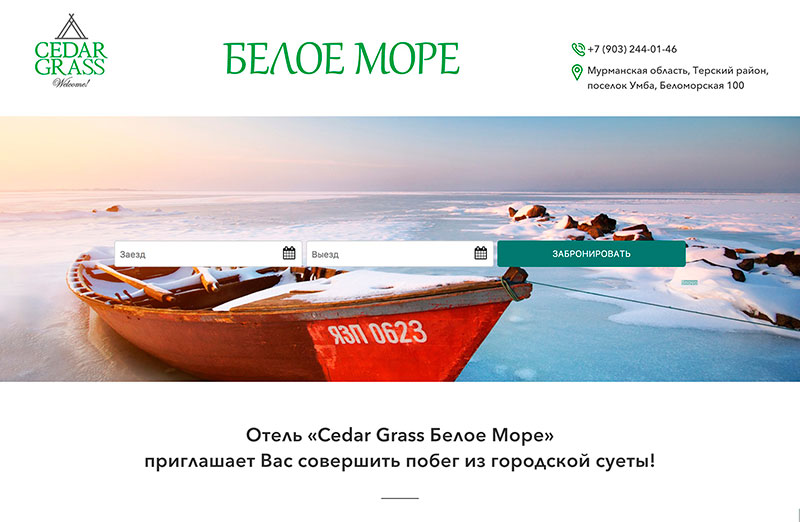 CEDAR
GRASS
Welcome!
БЕЛОЕ МОРЕ
+7 (903) 244-01-46
Мурманская область, Терский район,
поселок Умба, Беломорская 100
Заезд
Выезд
ЗАБРОНИРОВАТЬ
ЯЗП 0623
Отель «Cedar Grass Белое Море»
приглашает Вас совершить побег из городской суеты!